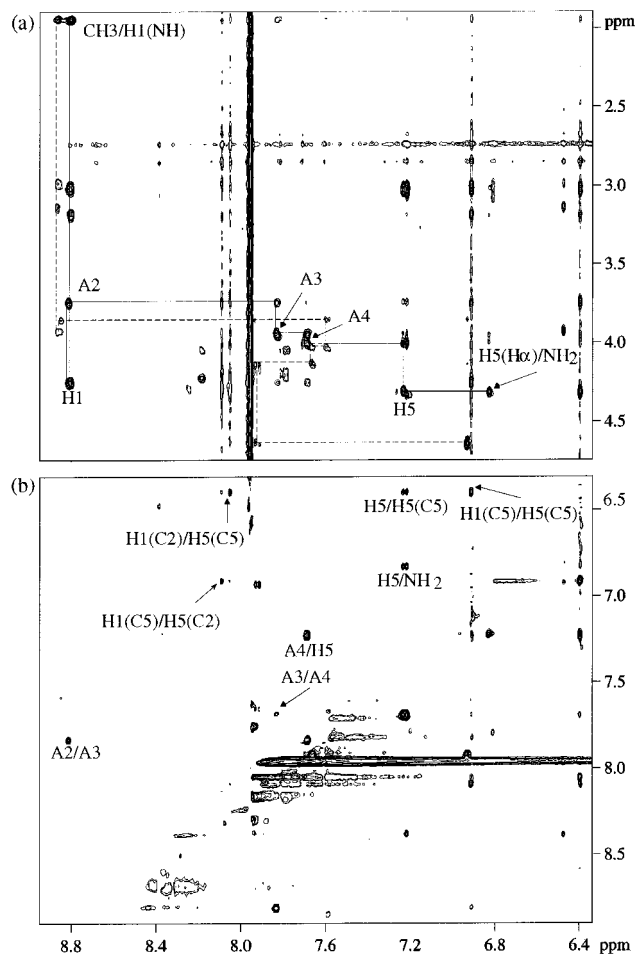 (a)
CH3/H1(NH)
ppm
2.5
3.0
3.5
4.0
4.5
A2
A3
A4
H5(Hα)/NH2
H1
H5
(b)
H1(C2)/H5(C5)
H5/H5(C5)
H1(C5)/H5(C5)
6.5
H1(C5)/H5(C2)
H5/NH2
7.0
A4/H5
A3/A4
7.5
A2/A3
8.0
8.5
8.8 8.4 8.0 7.6 7.2 6.8 6.4 ppm